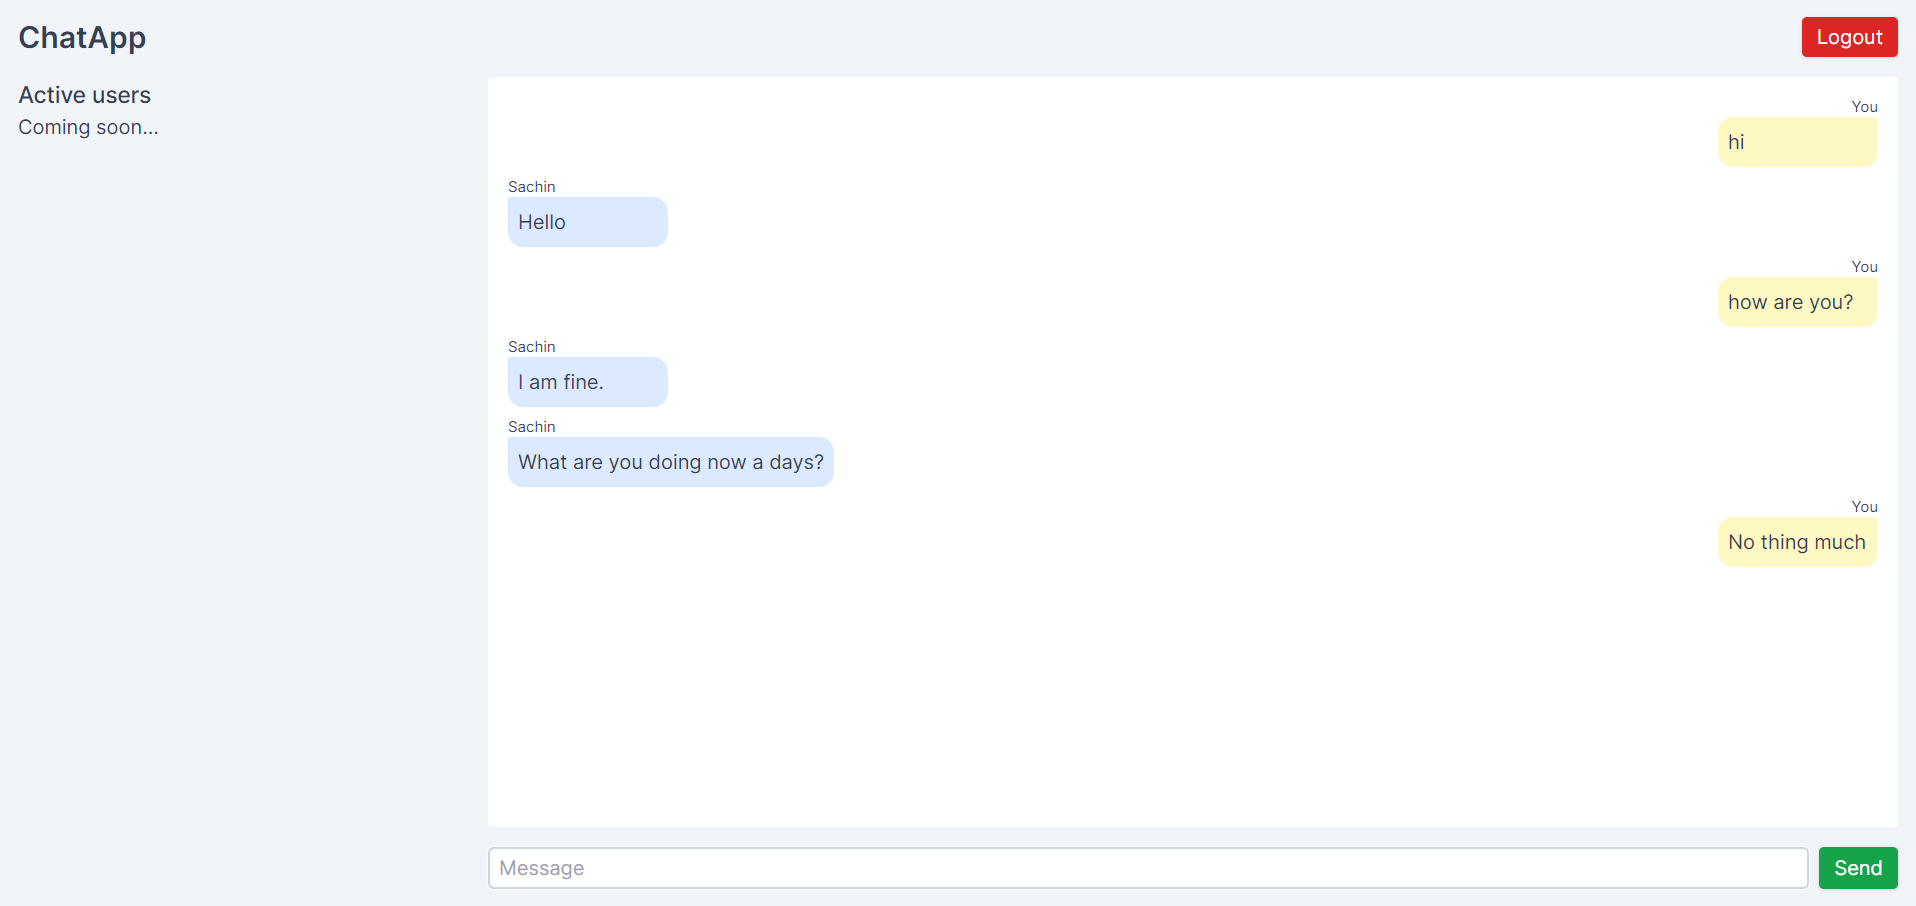 ChatApp
Logout
Active users
Coming soon...
You
hi
Sachin
Hello
You
how are you?
Sachin
I am fine.
Sachin
What are you doing now a days?
You
No thing much
Message
Send